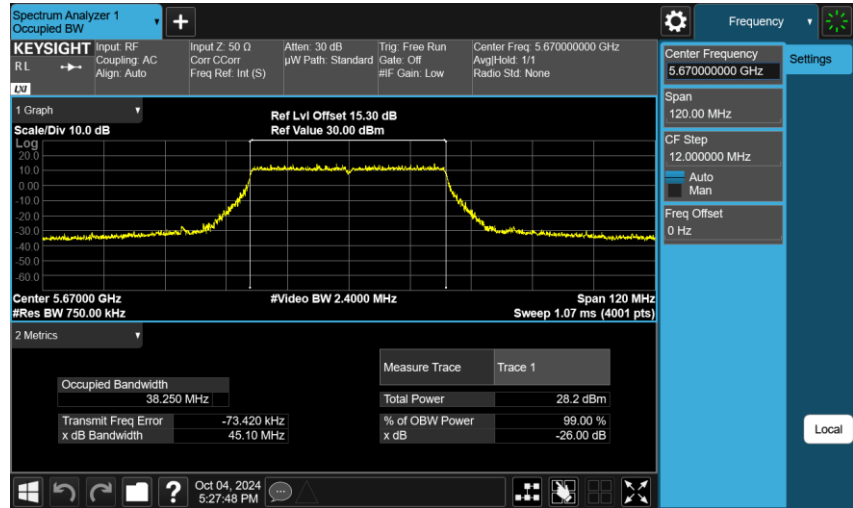 Spectrum Analyzer 1
Occupied BW
+
Frequency
KEYSIGHT
RL
LXI
Input: RF
Coupling: AC
Align: Auto
Input Z: 50 Ω
Corr CCorr
Freq Ref: Int (S)
Atten: 30 dB
µW Path: Standard
Trig: Free Run
Gate: Off
#IF Gain: Low
Center Freq: 5.670000000 GHz
Avg|Hold: 1/1
Radio Std: None
Center Frequency
5.670000000 GHz
Settings
Span
120.00 MHz
CF Step
12.000000 MHz
Auto
Man
Freq Offset
0 Hz
Local
1 Graph
Scale/Div 10.0 dB
Ref Lvl Offset 15.30 dB
Ref Value 30.00 dBm
Log
20.0
10.0
0.00
-10.0
-20.0
-30.0
-40.0
-50.0
-60.0
Center 5.67000 GHz
#Video BW 2.4000 MHz
Span 120 MHz
#Res BW 750.00 kHz
Sweep 1.07 ms (4001 pts)
2 Metrics
Measure Trace
Trace 1
Occupied Bandwidth
38.250 MHz
Total Power
28.2 dBm
Transmit Freq Error
-73.420 kHz
% of OBW Power
99.00 %
x dB Bandwidth
45.10 MHz
x dB
-26.00 dB
?
Oct 04, 2024
5:27:48 PM